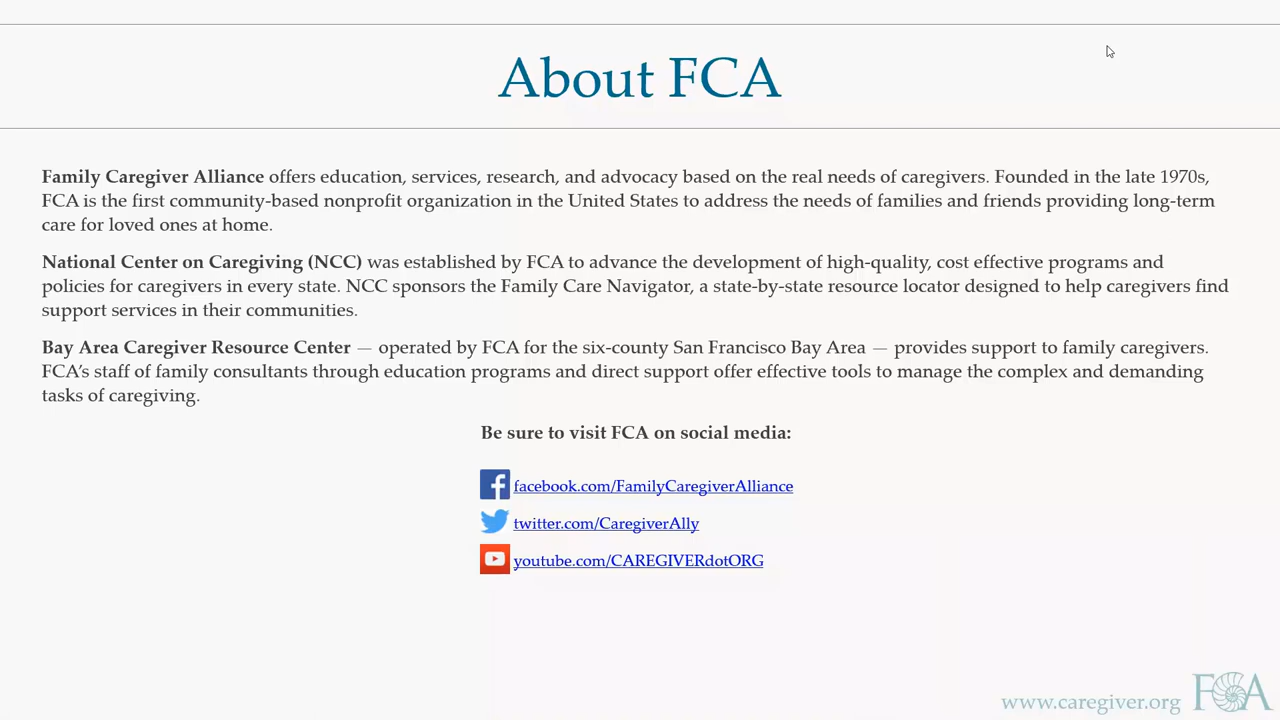 About FCA
Family Caregiver Alliance offers education, services, research, and advocacy based on the real needs of caregivers. Founded in the late 1970s,
FCA is the first community-based nonprofit organization in the United States to address the needs of families and friends providing long-term
care for loved ones at home.
National Center on Caregiving (NCC) was established by FCA to advance the development of high-quality, cost effective programs and
policies for caregivers in every state. NCC sponsors the Family Care Navigator, a state-by-state resource locator designed to help caregivers find
support services in their communities.
Bay Area Caregiver Resource Center — operated by FCA for the six-county San Francisco Bay Area — provides support to family caregivers.
FCA’s staff of family consultants through education programs and direct support offer effective tools to manage the complex and demanding
tasks of caregiving.
Be sure to visit FCA on social media:
facebook.com/FamilyCaregiverAlliance
twitter.com/CaregiverAlly
youtube.com/CAREGIVERdotORG
www.caregiver.org FCA